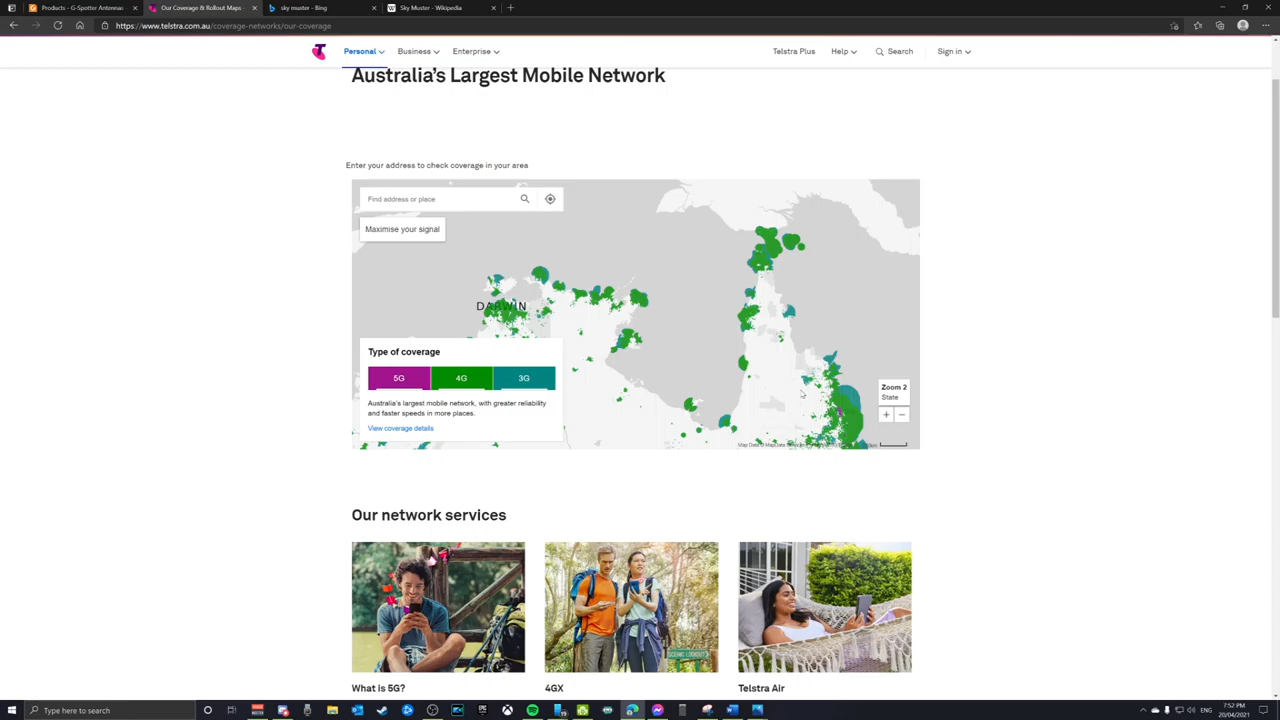 Products - G-Spotter Antennas
Our Coverage & Rollout Maps
sky muster - Bing
Sky Muster - Wikipedia
https://www.telstra.com.au/coverage-networks/our-coverage
Personal
Business
Enterprise
Telstra Plus
Help
Search
Sign in
Australia's Largest Mobile Network
Enter your address to check coverage in your area
Find address or place
Maximise your signal
DARWIN
Type of coverage
5G
4G
3G
Australia's largest mobile network, with greater reliability
and faster speeds in more places.
View coverage details
Zoom 2
State
+
−
Our network services
SCENIC LOOKOUT
What is 5G?
4GX
Telstra Air
Type here to search
ENG
7:52 PM
20/04/2021